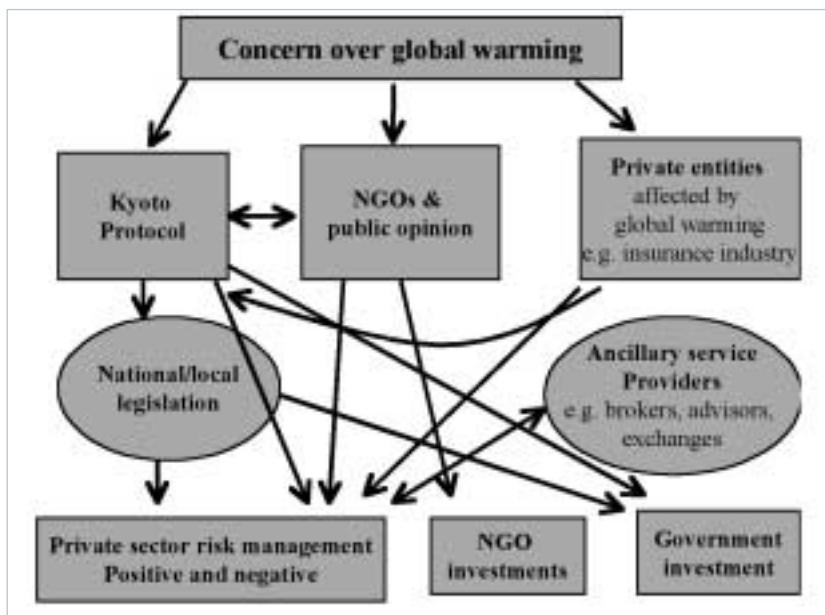 Concern over global warming
Kyoto
Protocol
NGOs &
public opinion
Private entities
affected by
global warming
e.g. insurance industry
National/local
legislation
Ancillary service
Providers
e.g. brokers, advisors,
exchanges
Private sector risk management
Positive and negative
NGO
investments
Government
investment